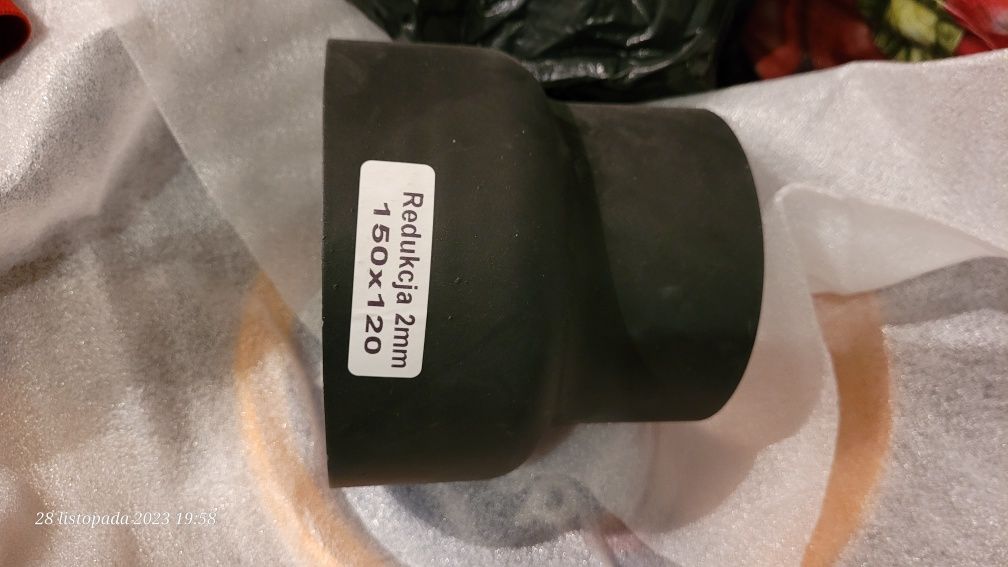 Redukcja 2mm
150x120
28 listopada 2023 19:58